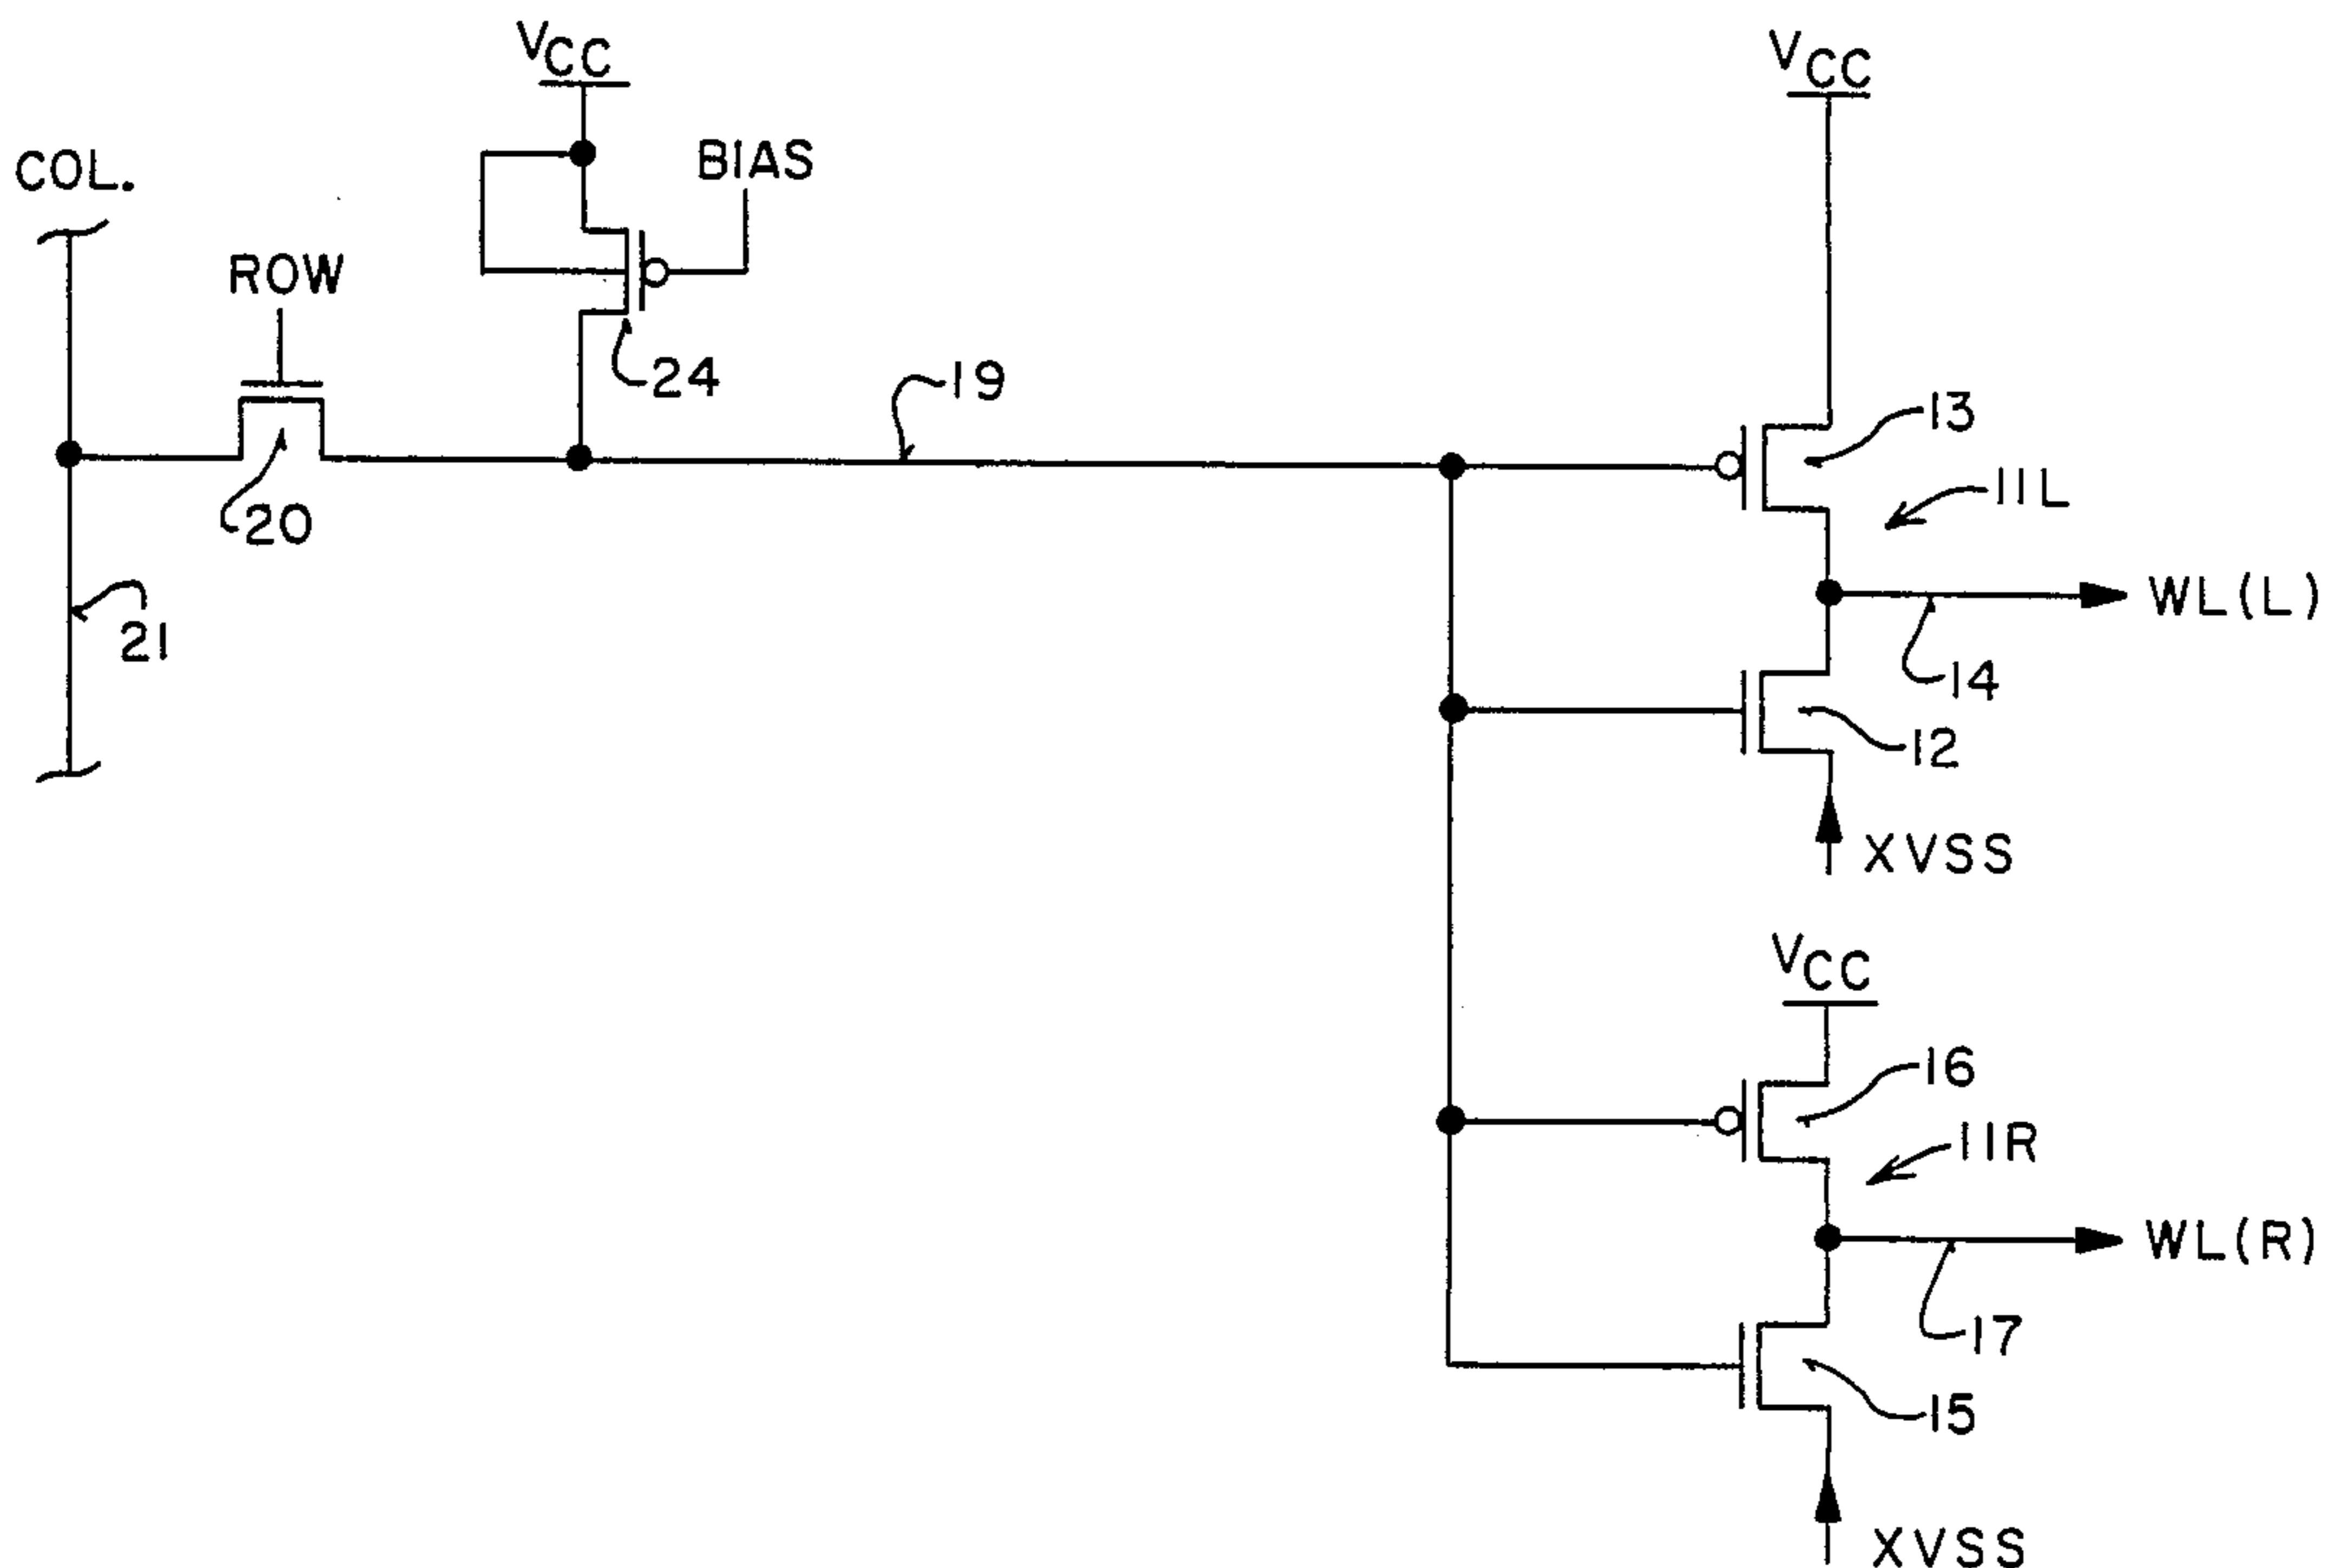 VCC
VCC
COL.
BIAS
ROW
24
19
13
20
11L
WL(L)
21
14
12
XVSS
VCC
16
11R
WL(R)
17
15
XVSS